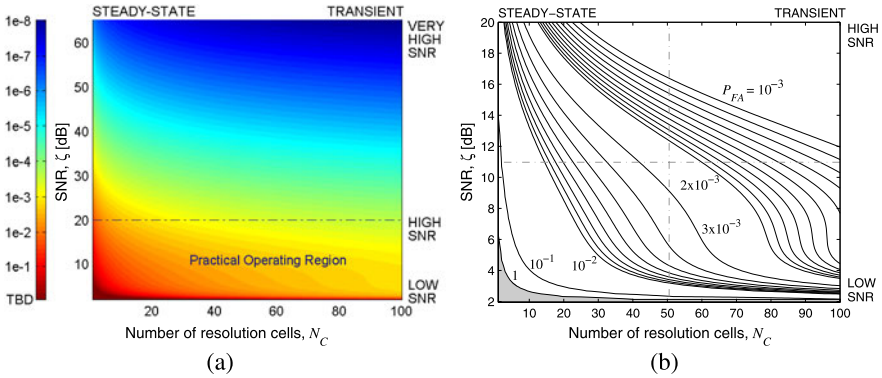 STEADY-STATE
TRANSIENT
1e-8
1e-7
1e-6
1e-5
1e-4
1e-3
1e-2
1e-1
TBD
SNR, ζ [dB]
60
50
40
30
20
10
VERY
HIGH
SNR
HIGH
SNR
Practical Operating Region
LOW
SNR
20
40
60
80
100
Number of resolution cells, N_C
(a)
STEADY-STATE
TRANSIENT
SNR, ζ [dB]
20
18
16
14
12
10
8
6
4
2
HIGH
SNR
P_FA = 10⁻³
2x10⁻³
3x10⁻³
10⁻²
10⁻¹
1
LOW
SNR
10
20
30
40
50
60
70
80
90
100
Number of resolution cells, N_C
(b)